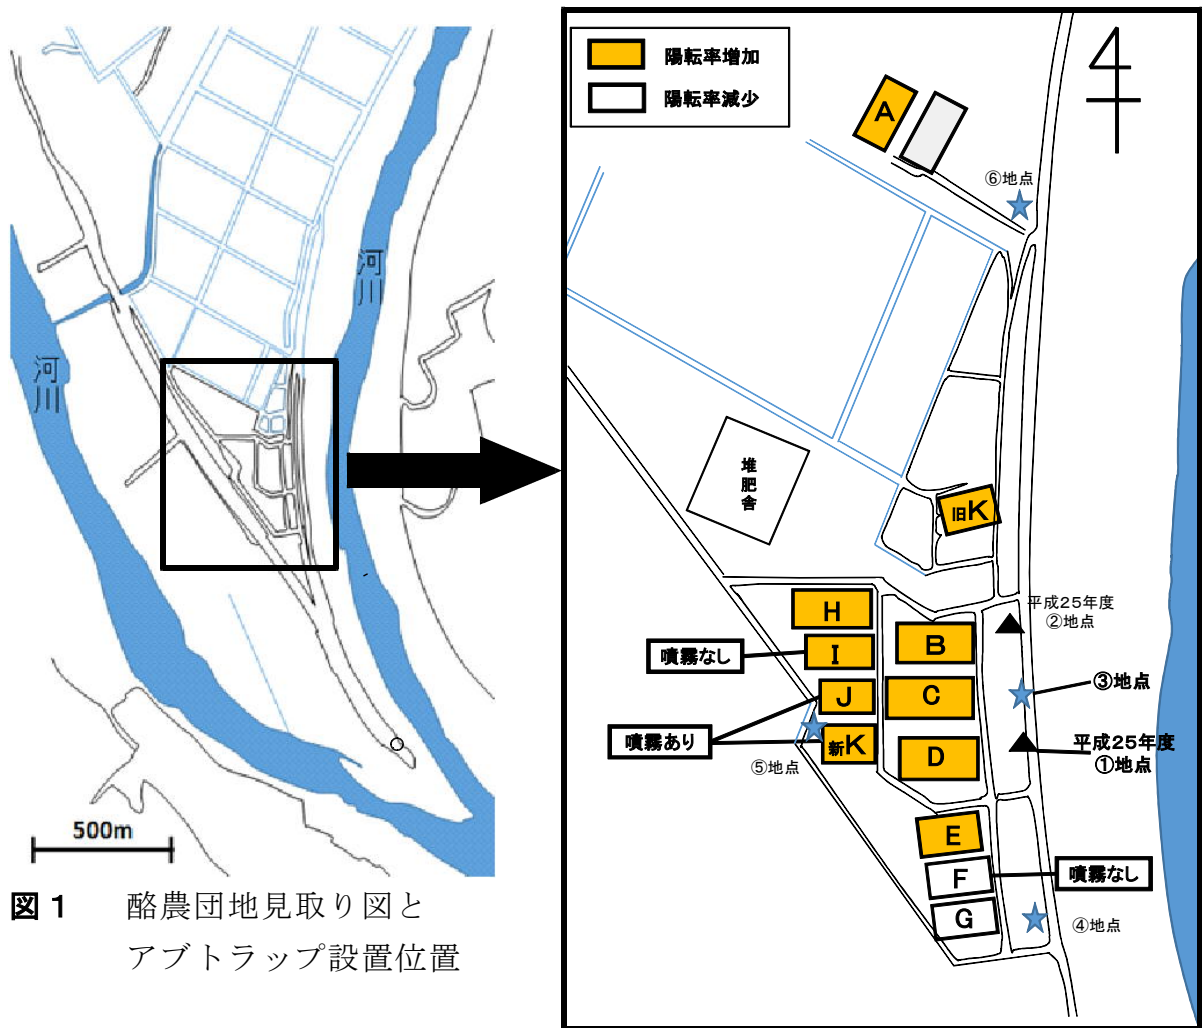 河川
河川
500m
図1 酪農団地見取り図と
アブトラップ設置位置
陽転率増加
陽転率減少
A
⑥地点
堆肥舎
旧K
平成25年度
②地点
H
B
噴霧なし
I
③地点
J
C
噴霧あり
新K
平成25年度
①地点
D
⑤地点
E
F
噴霧なし
G
④地点